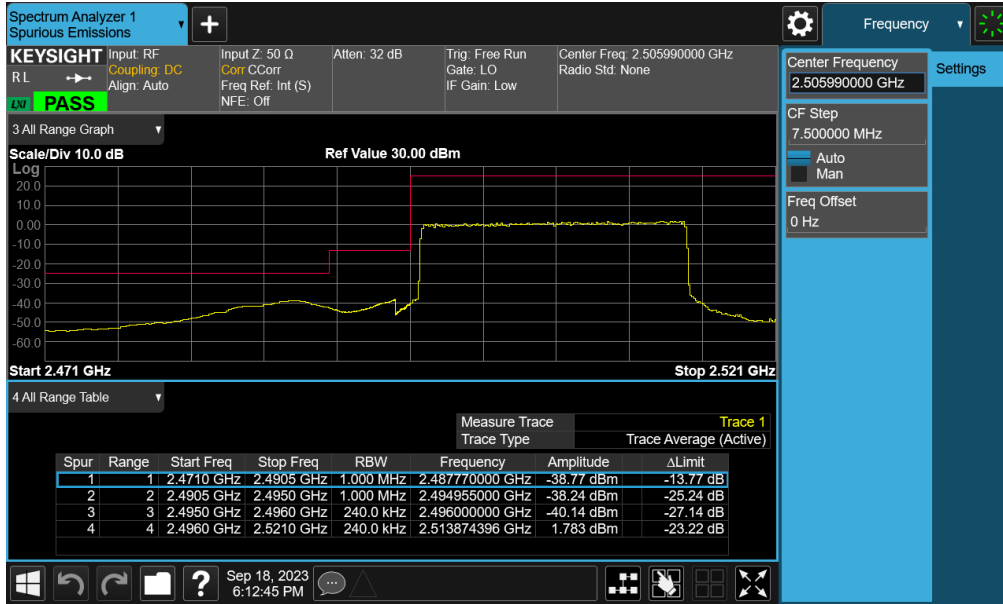 Spectrum Analyzer 1
Spurious Emissions
Frequency
KEYSIGHT
R L
LXI
PASS
Input: RF
Coupling: DC
Align: Auto
Input Z: 50 Ω
Corr CCorr
Freq Ref: Int (S)
NFE: Off
Atten: 32 dB
Trig: Free Run
Gate: LO
IF Gain: Low
Center Freq: 2.505990000 GHz
Radio Std: None
Center Frequency
2.505990000 GHz
Settings
CF Step
7.500000 MHz
Auto
Man
Freq Offset
0 Hz
3 All Range Graph
Scale/Div 10.0 dB
Ref Value 30.00 dBm
Log
20.0
10.0
0.00
-10.0
-20.0
-30.0
-40.0
-50.0
-60.0
Start 2.471 GHz
Stop 2.521 GHz
4 All Range Table
Measure Trace Trace 1
Trace Type Trace Average (Active)
Spur Range Start Freq Stop Freq RBW Frequency Amplitude ΔLimit
1 1 2.4710 GHz 2.4905 GHz 1.000 MHz 2.487770000 GHz -38.77 dBm -13.77 dB
2 2 2.4905 GHz 2.4950 GHz 1.000 MHz 2.494955000 GHz -38.24 dBm -25.24 dB
3 3 2.4950 GHz 2.4960 GHz 240.0 kHz 2.496000000 GHz -40.14 dBm -27.14 dB
4 4 2.4960 GHz 2.5210 GHz 240.0 kHz 2.513874396 GHz 1.783 dBm -23.22 dB
?
Sep 18, 2023
6:12:45 PM